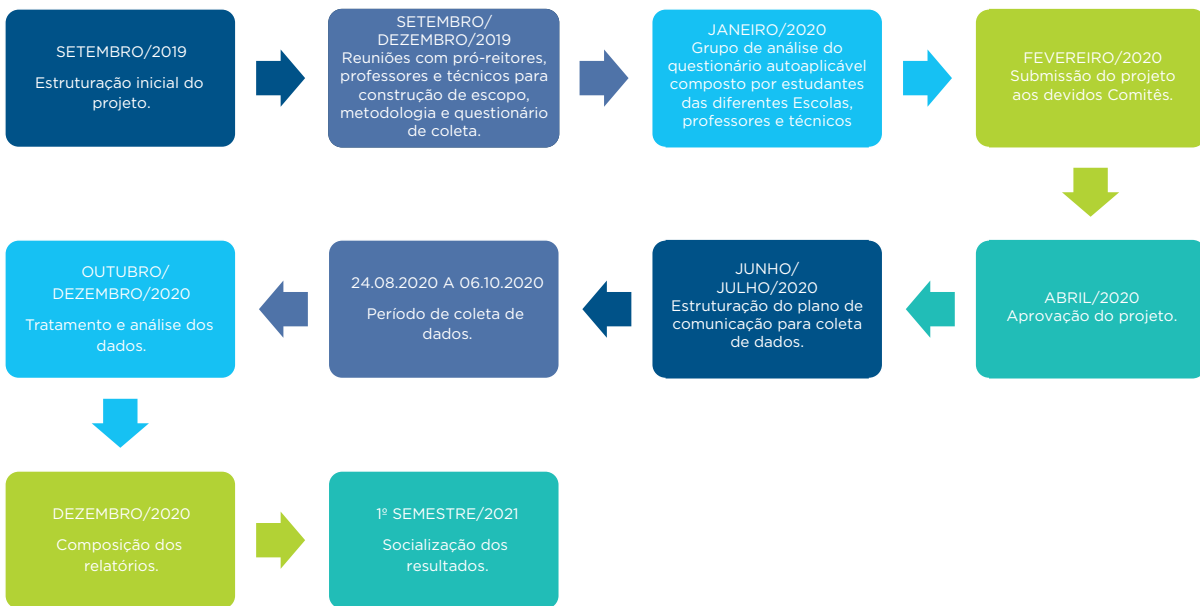 SETEMBRO/2019
Estruturação inicial do
projeto.
SETEMBRO/
DEZEMBRO/2019
Reuniões com pró-reitores,
professores e técnicos para
construção de escopo,
metodologia e questionário
de coleta.
JANEIRO/2020
Grupo de análise do
questionário autoaplicável
composto por estudantes
das diferentes Escolas,
professores e técnicos
FEVEREIRO/2020
Submissão do projeto
aos devidos Comitês.
ABRIL/2020
Aprovação do projeto.
JUNHO/
JULHO/2020
Estruturação do plano de
comunicação para coleta
de dados.
24.08.2020 A 06.10.2020
Período de coleta de
dados.
OUTUBRO/
DEZEMBRO/2020
Tratamento e análise dos
dados.
DEZEMBRO/2020
Composição dos
relatórios.
1º SEMESTRE/2021
Socialização dos
resultados.